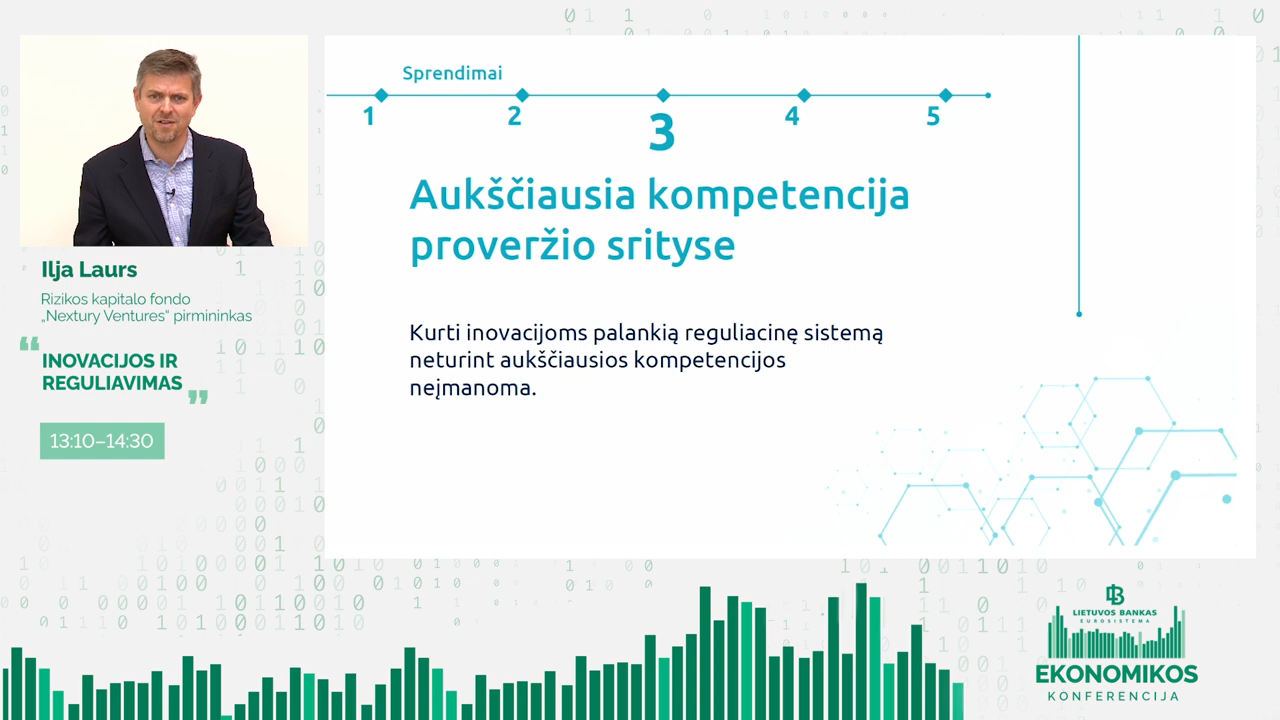 Sprendimai
1
2
3
4
5
Aukščiausia kompetencija
proveržio srityse
Kurti inovacijoms palankią reguliacinę sistemą
neturint aukščiausios kompetencijos
neįmanoma.
Ilja Laurs
Rizikos kapitalo fondo
„Nextury Ventures“ pirmininkas
“INOVACIJOS IR
REGULIAVIMAS”
13:10–14:30
LIETUVOS BANKAS
EUROSISTEMA
EKONOMIKOS
KONFERENCIJA